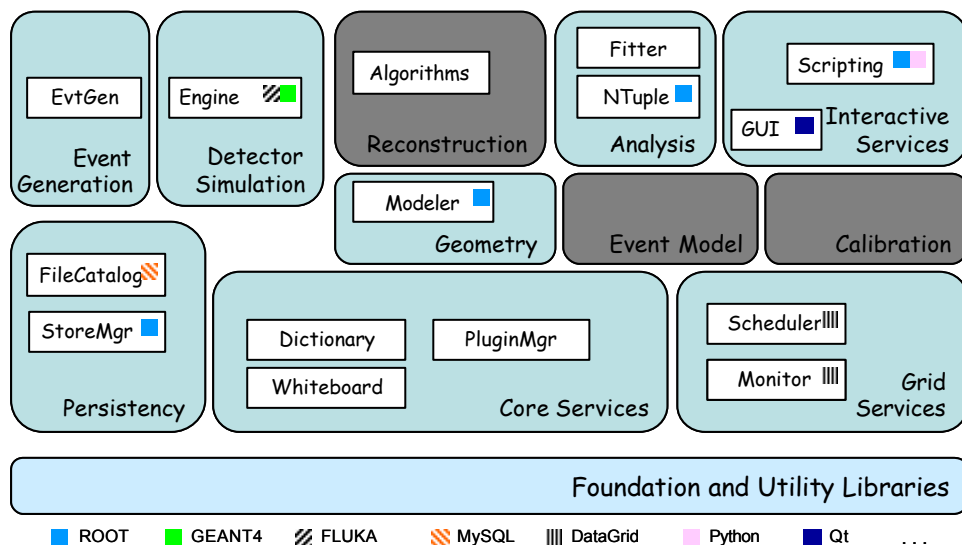 EvtGen
Event
Generation
Engine
Detector
Simulation
Algorithms
Reconstruction
Fitter
NTuple
Analysis
Scripting
GUI
Interactive
Services
Modeler
Geometry
Event Model
Calibration
FileCatalog
StoreMgr
Persistency
Dictionary
PluginMgr
Whiteboard
Core Services
Scheduler
Monitor
Grid
Services
Foundation and Utility Libraries
ROOT GEANT4 FLUKA MySQL DataGrid Python Qt ...